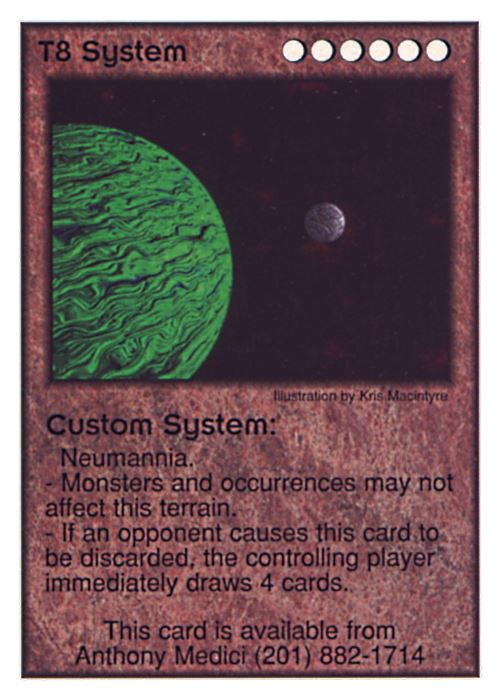 T8 System
Illustration by Kris Macintyre
Custom System:
Neumannia.
- Monsters and occurrences may not
affect this terrain.
- If an opponent causes this card to
be discarded, the controlling player
immediately draws 4 cards.
This card is available from
Anthony Medici (201) 882-1714